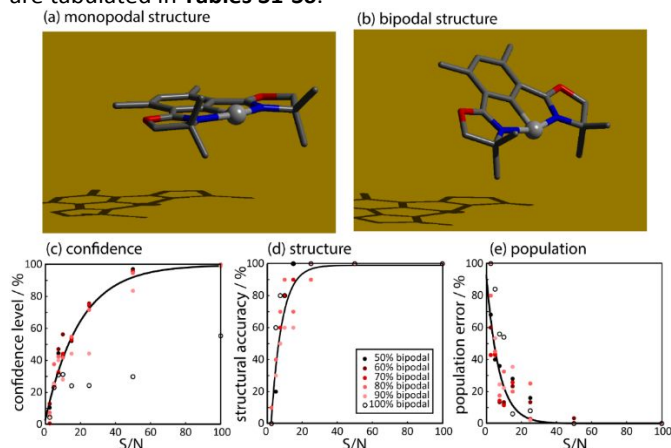 are tabulated in Tables
(a) monopodal structure
(b) bipodal structure
(c) confidence
confidence level / %
100
80
60
40
20
0
0 20 40 60 80 100
S/N
(d) structure
structural accuracy / %
100
80
60
40
20
0
50% bipodal
60% bipodal
70% bipodal
80% bipodal
90% bipodal
100% bipodal
0 20 40 60 80 100
S/N
(e) population
population error / %
100
80
60
40
20
0
0 20 40 60 80 100
S/N